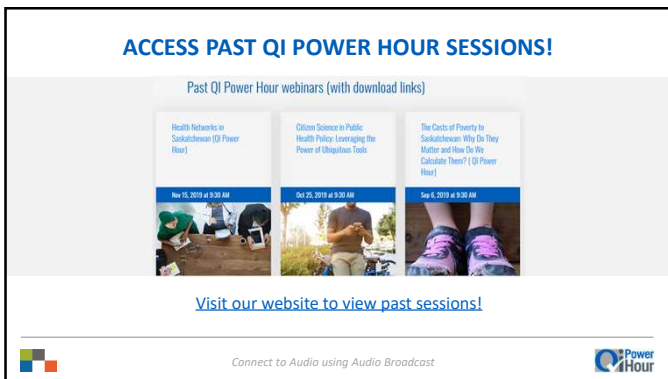 ACCESS PAST QI POWER HOUR SESSIONS!
Past QI Power Hour webinars (with download links)
Health Networks in
Saskatchewan (QI Power
Hour)
Nov 15, 2019 at 9:30 AM
Citizen Science in Public
Health Policy: Leveraging the
Power of Ubiquitous Tools
Oct 25, 2019 at 9:30 AM
The Costs of Poverty to
Saskatchewan: Why Do They
Matter and How Do We
Calculate Them? ( QI Power
Hour)
Sep 6, 2019 at 9:30 AM
Visit our website to view past sessions!
Connect to Audio using Audio Broadcast
Qi Power
Hour